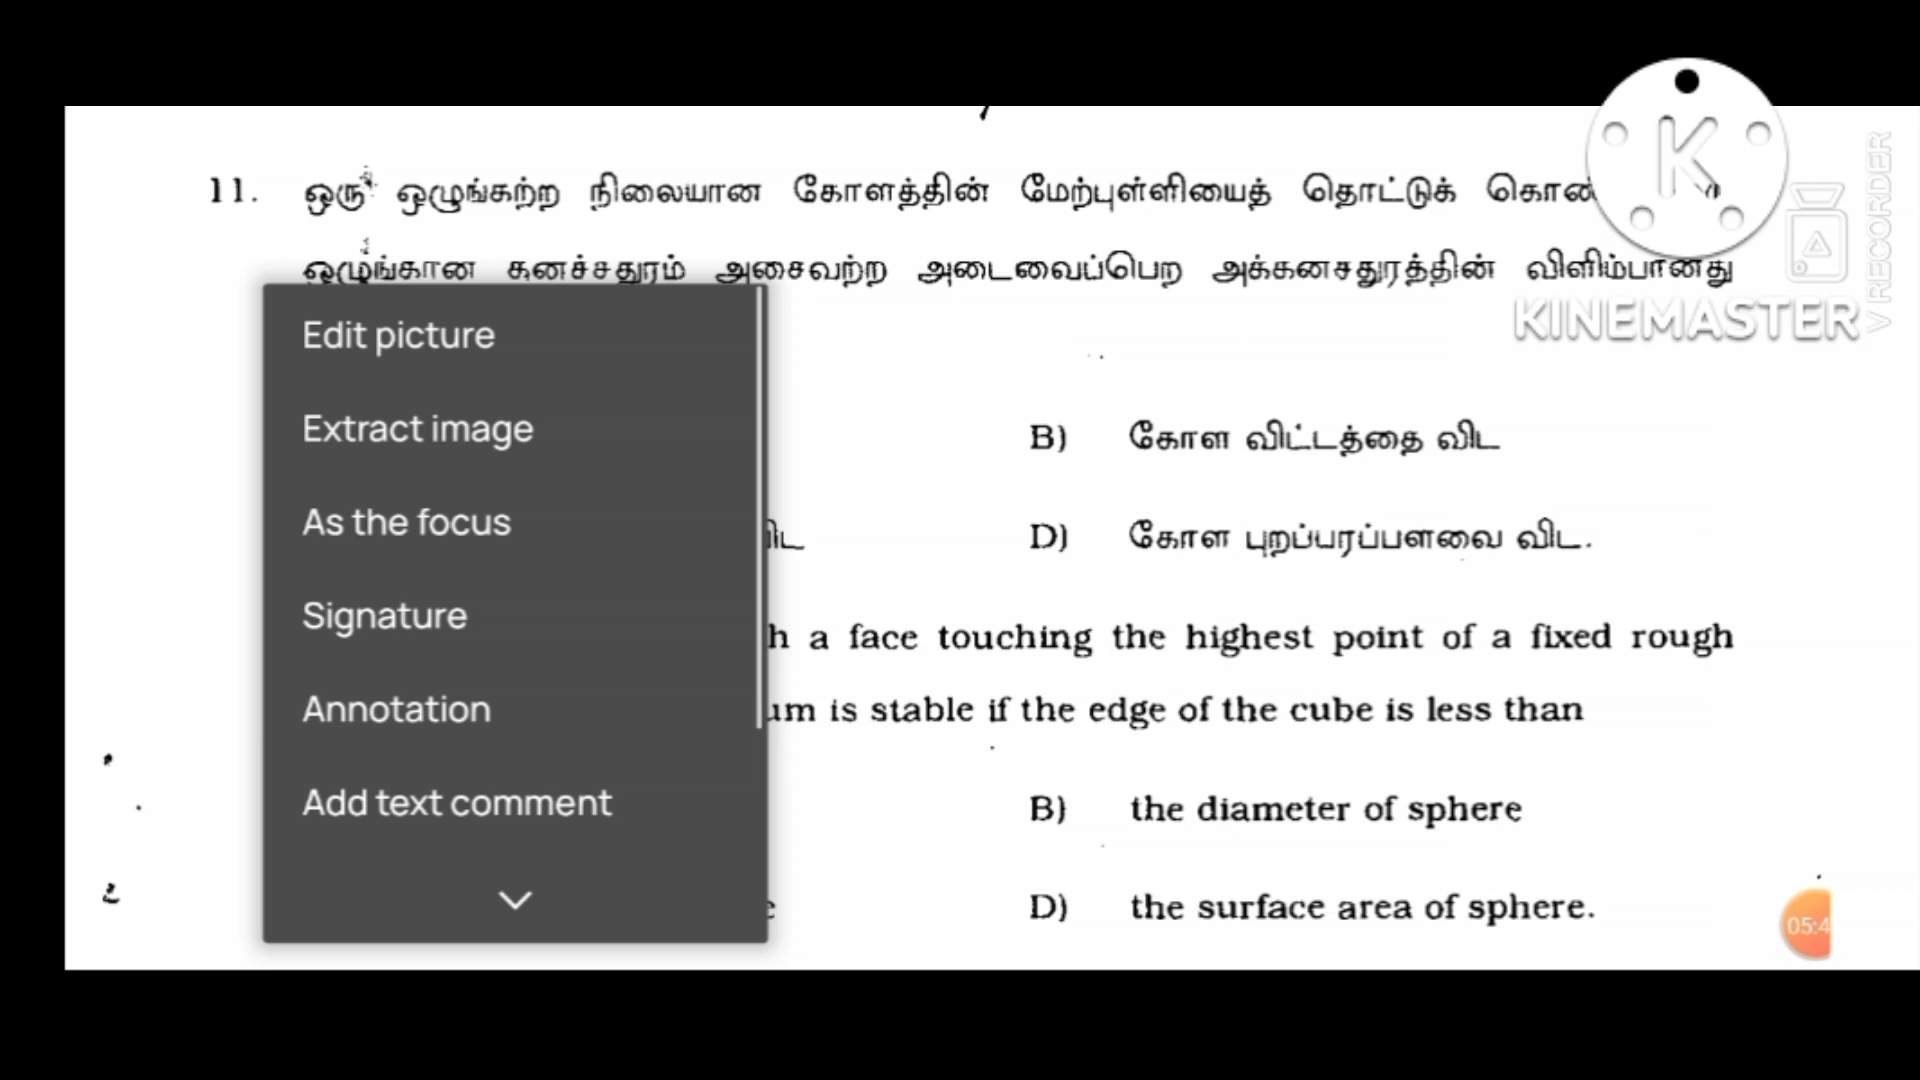 11. ஒரு ஒழுங்கற்ற நிலையான கோளத்தின் மேற்புள்ளியைத் தொட்டுக்
ஒழுங்கான கனச்சதுரம் அசைவற்ற அடைவைப்பெற அக்கனசதுரத்தின் விளிம்பானது
B) கோள விட்டத்தை விட
விட D) கோள புறப்பரப்பளவை விட.
a face touching the highest point of a fixed rough
is stable if the edge of the cube is less than
B) the diameter of sphere
D) the surface area of sphere.
Edit picture
Extract image
As the focus
Signature
Annotation
Add text comment
K
KINEMASTER
V RECORDER
05:4